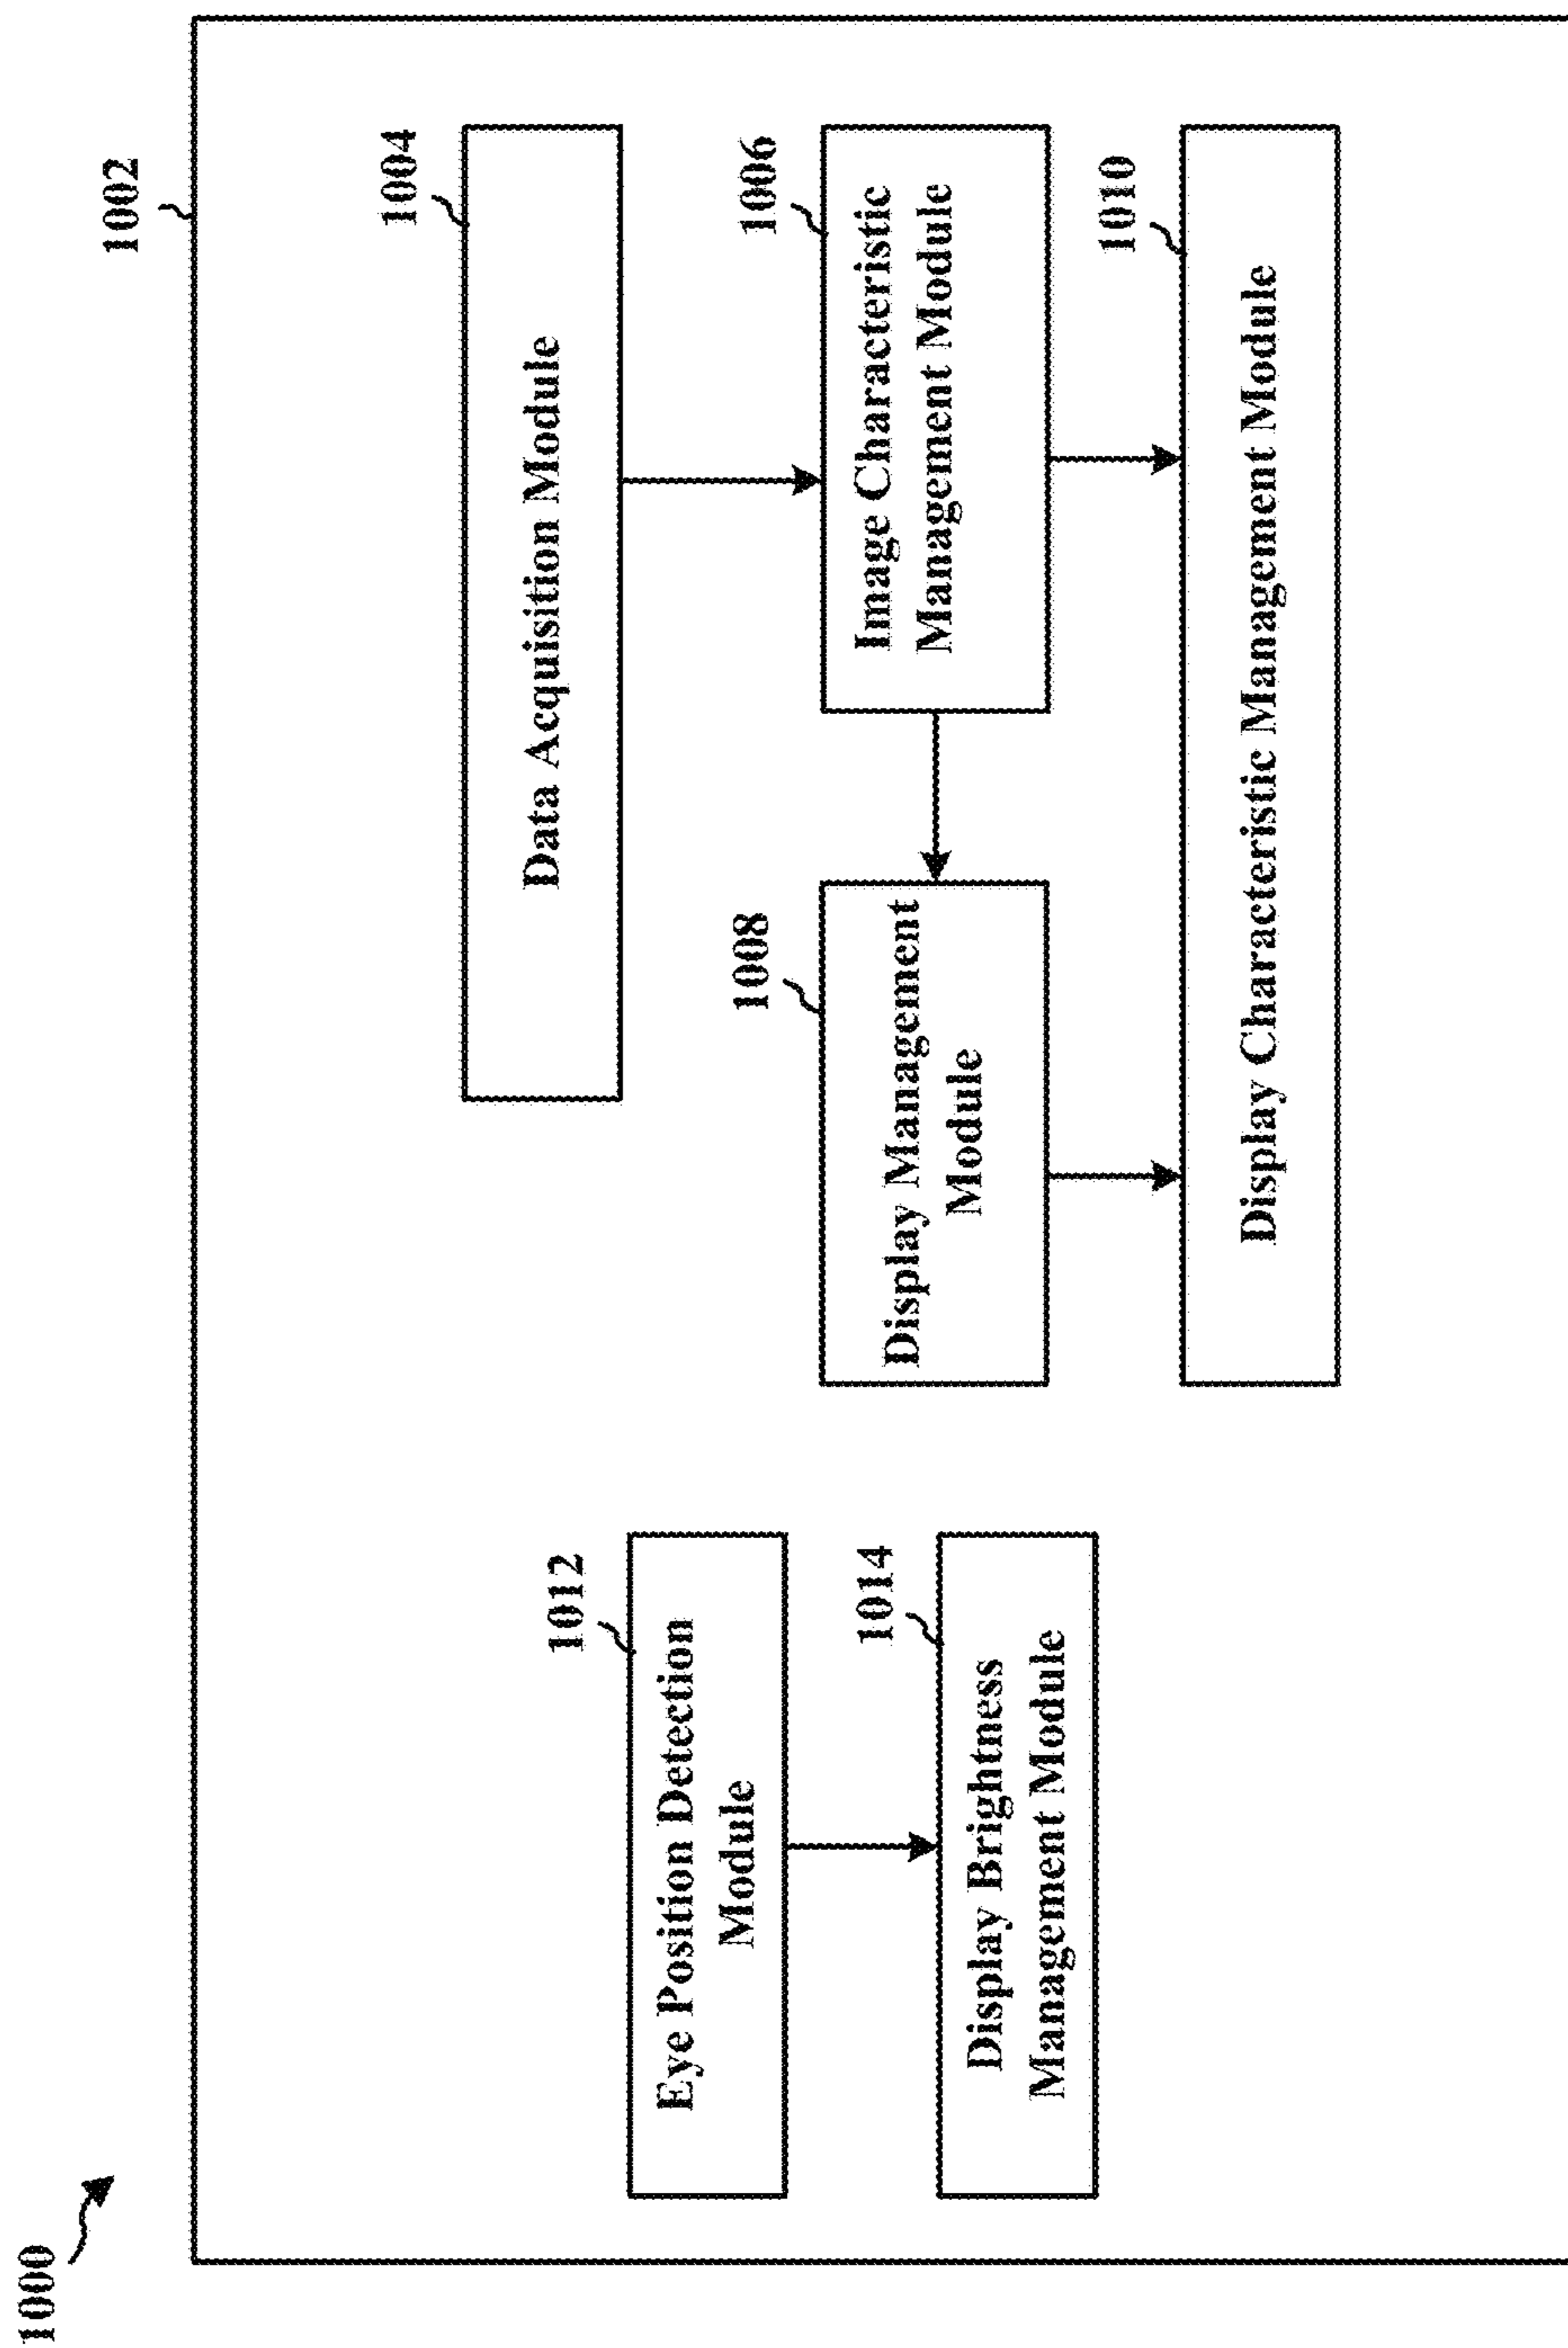 1000
1002
1004
Data Acquisition Module
1012
Eye Position Detection
Module
1008
Display Management
Module
1006
Image Characteristic
Management Module
1014
Display Brightness
Management Module
1010
Display Characteristic Management Module